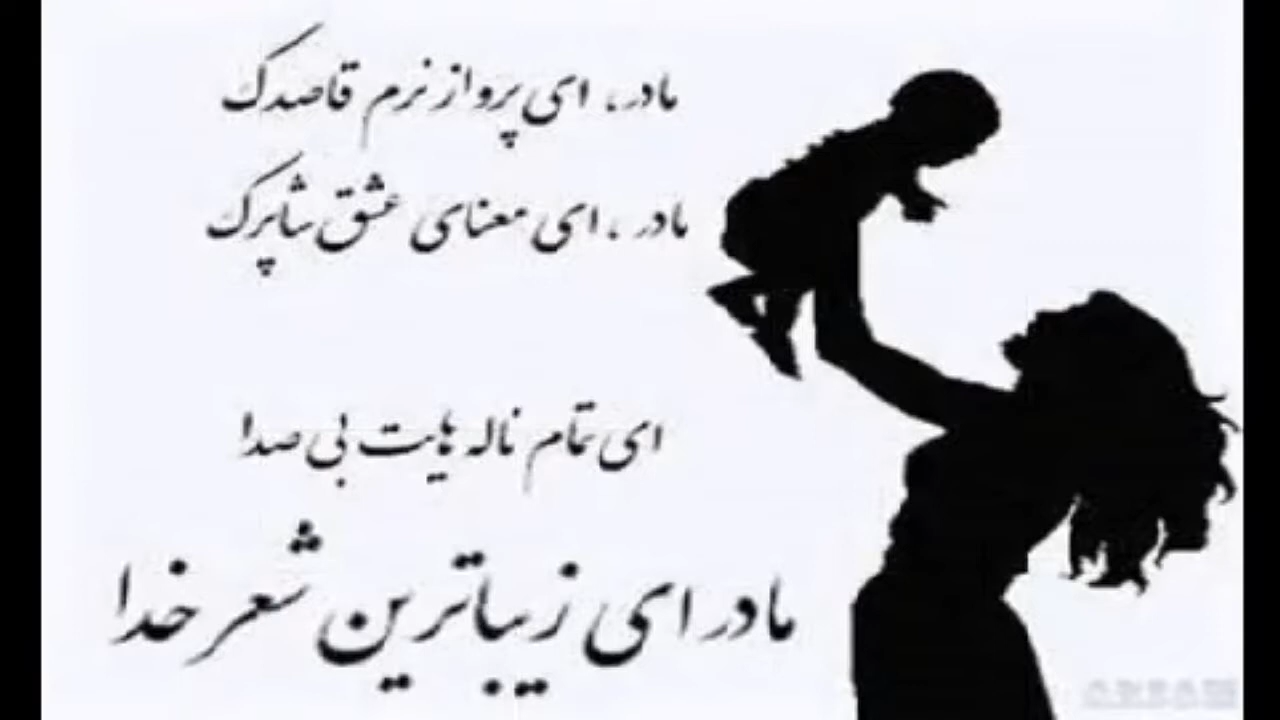 مادر، ای پرواز نرم قاصدک
مادر، ای معنای عشق شاپرک
ای تمام ناله هایت بی صدا
مادر ای زیباترین شعر خدا